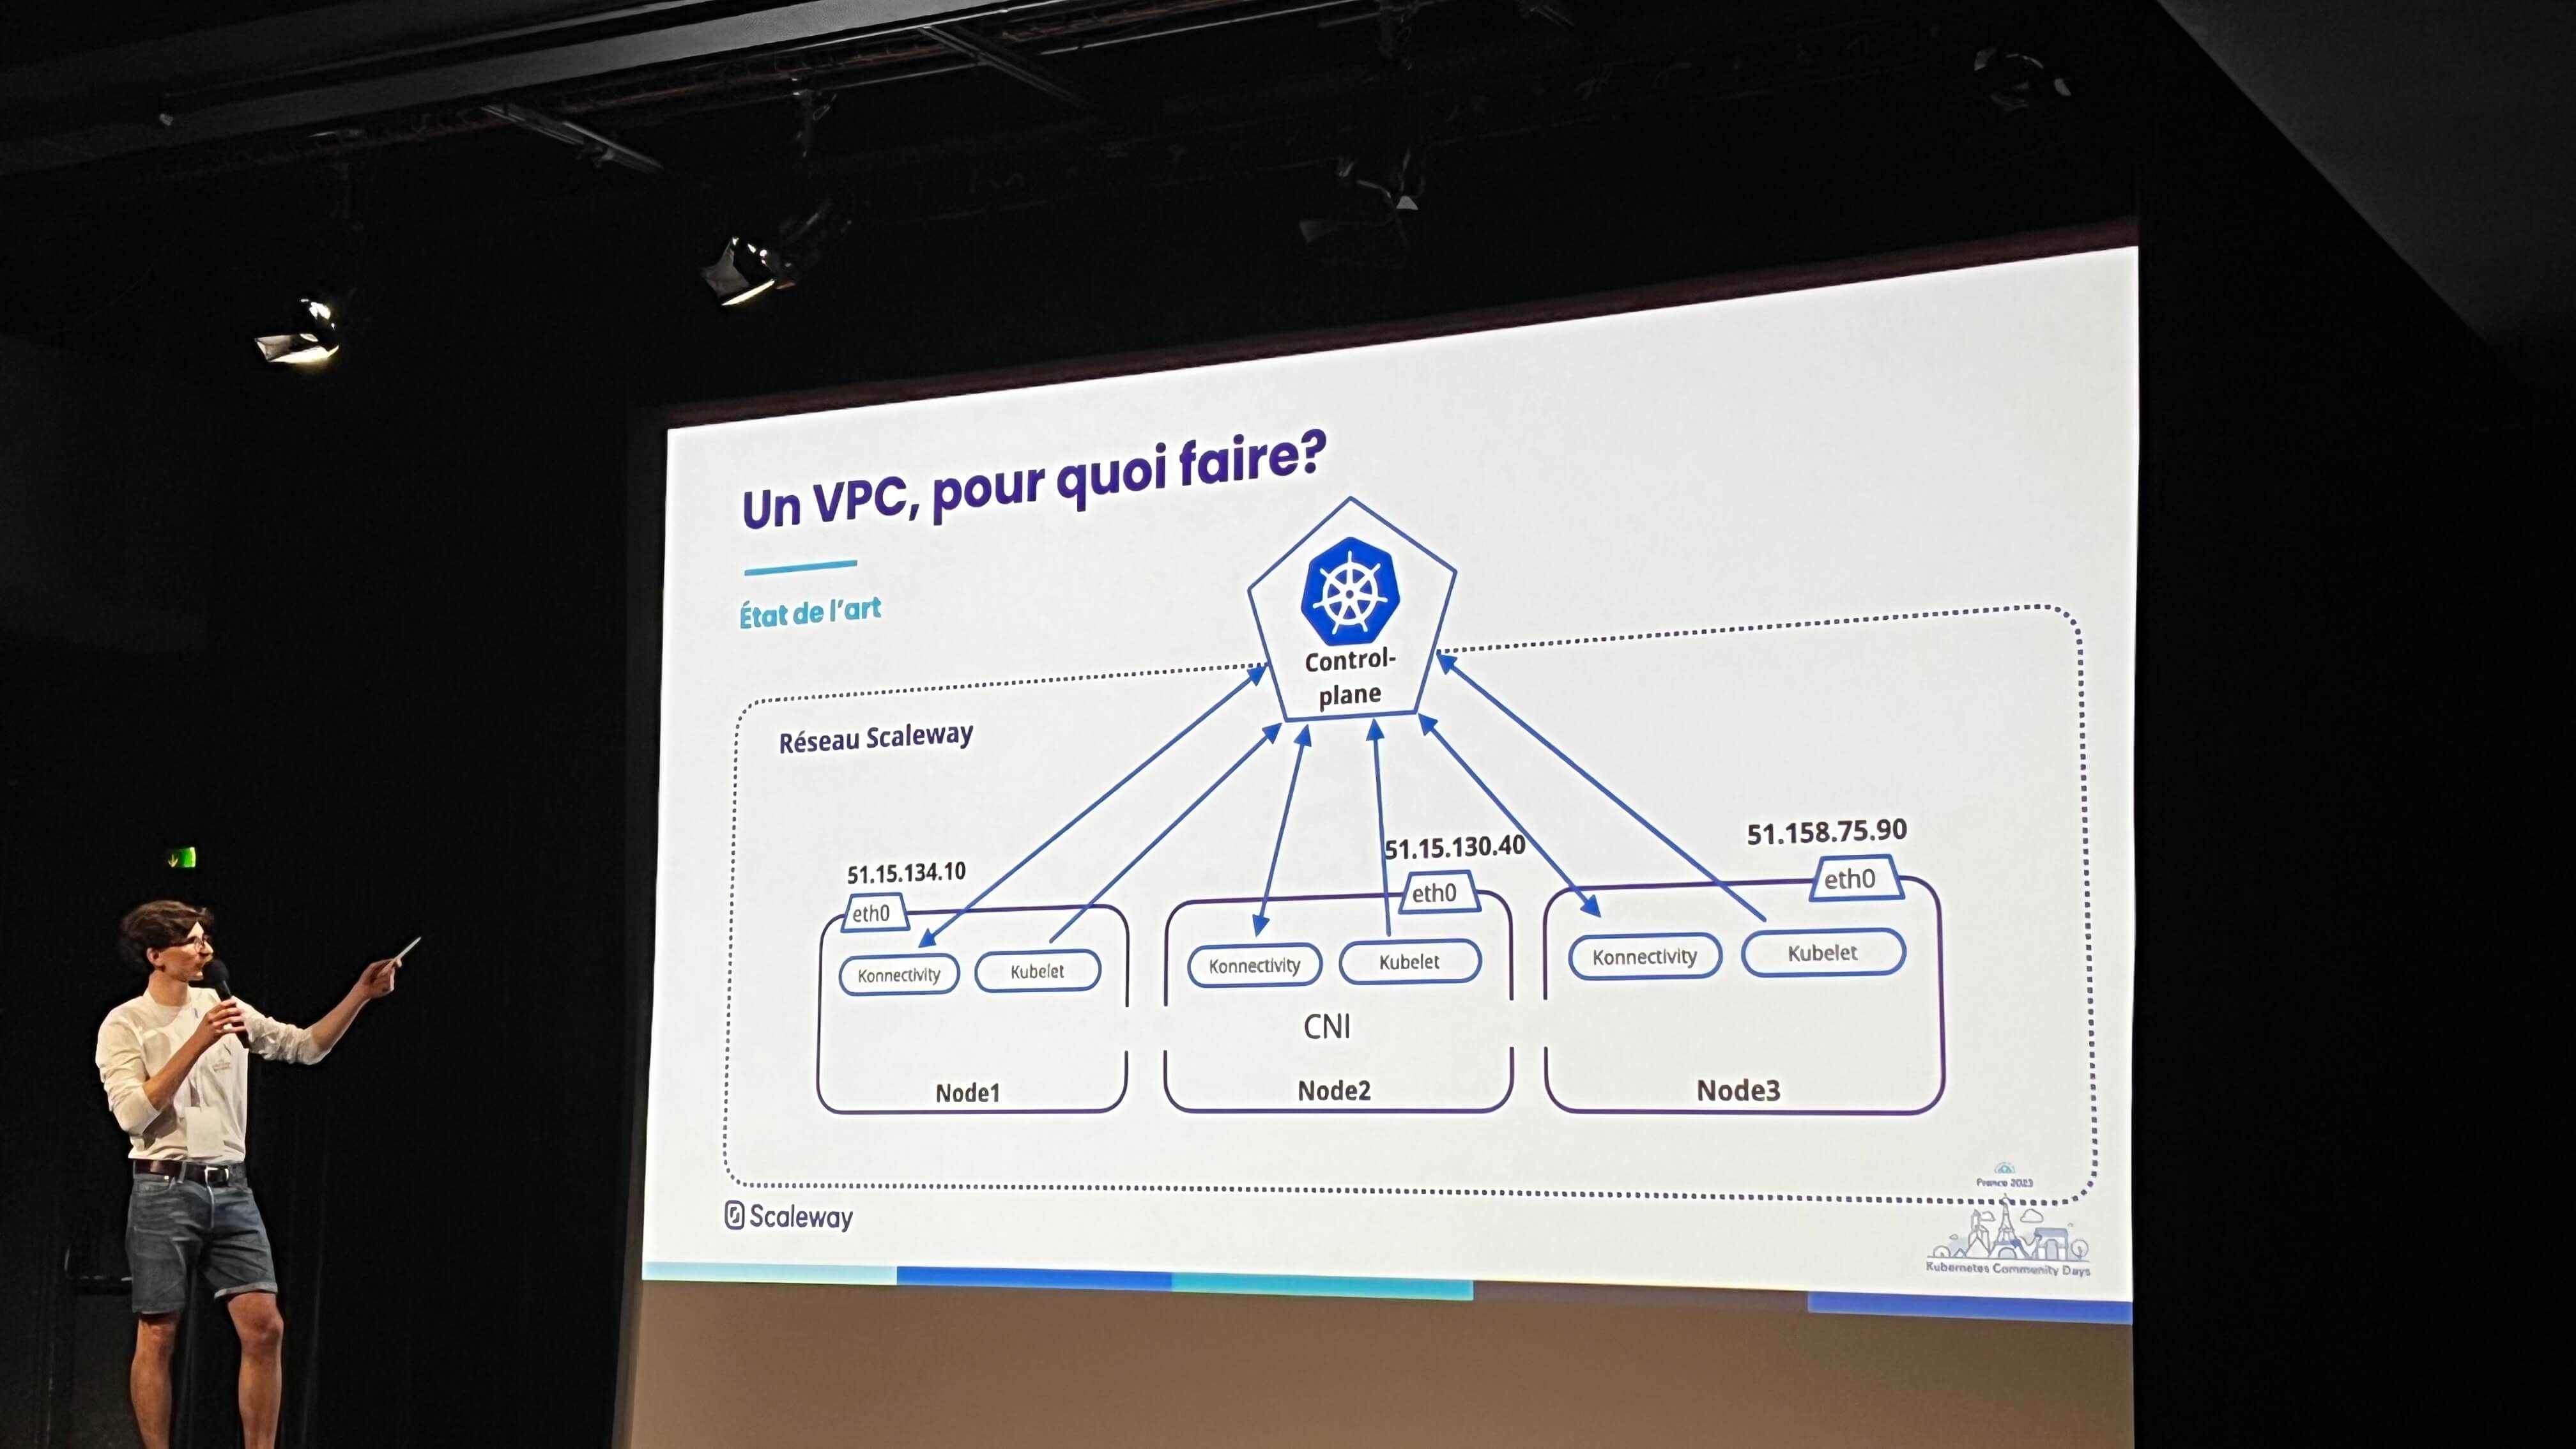 Un VPC, pour quoi faire?
État de l'art
Control-
plane
Réseau Scaleway
51.15.134.10
51.15.130.40
51.158.75.90
eth0
eth0
eth0
Konnectivity
Kubelet
Konnectivity
Kubelet
Konnectivity
Kubelet
CNI
Node1
Node2
Node3
France 2023
Scaleway
Kubernetes Community Days